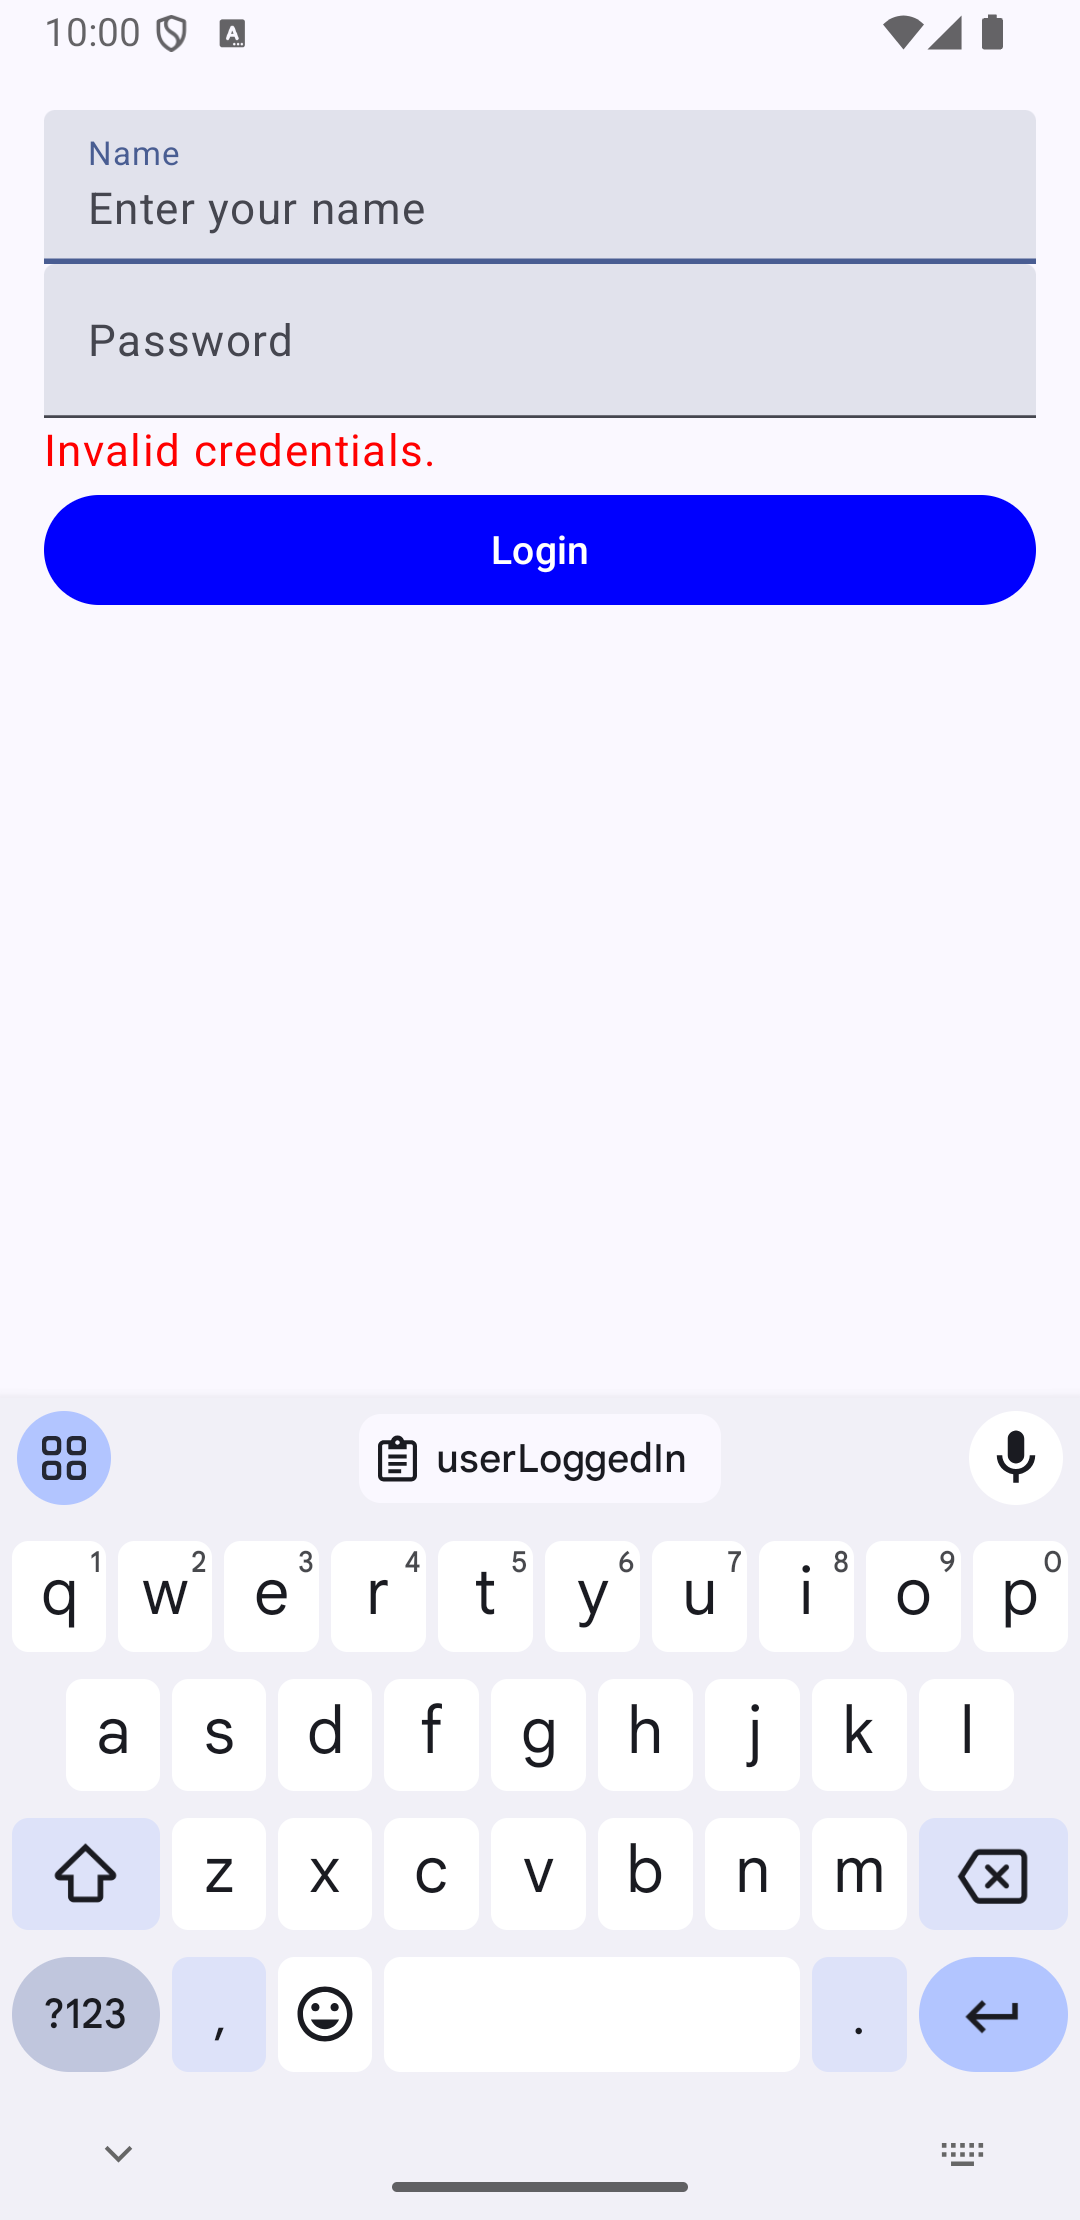 10:00
Name
Enter your name
Password
Invalid credentials.
Login
userLoggedIn
q 1 w 2 e 3 r 4 t 5 y 6 u 7 i 8 o 9 p 0
a s d f g h j k l
z x c v b n m
?123 , .